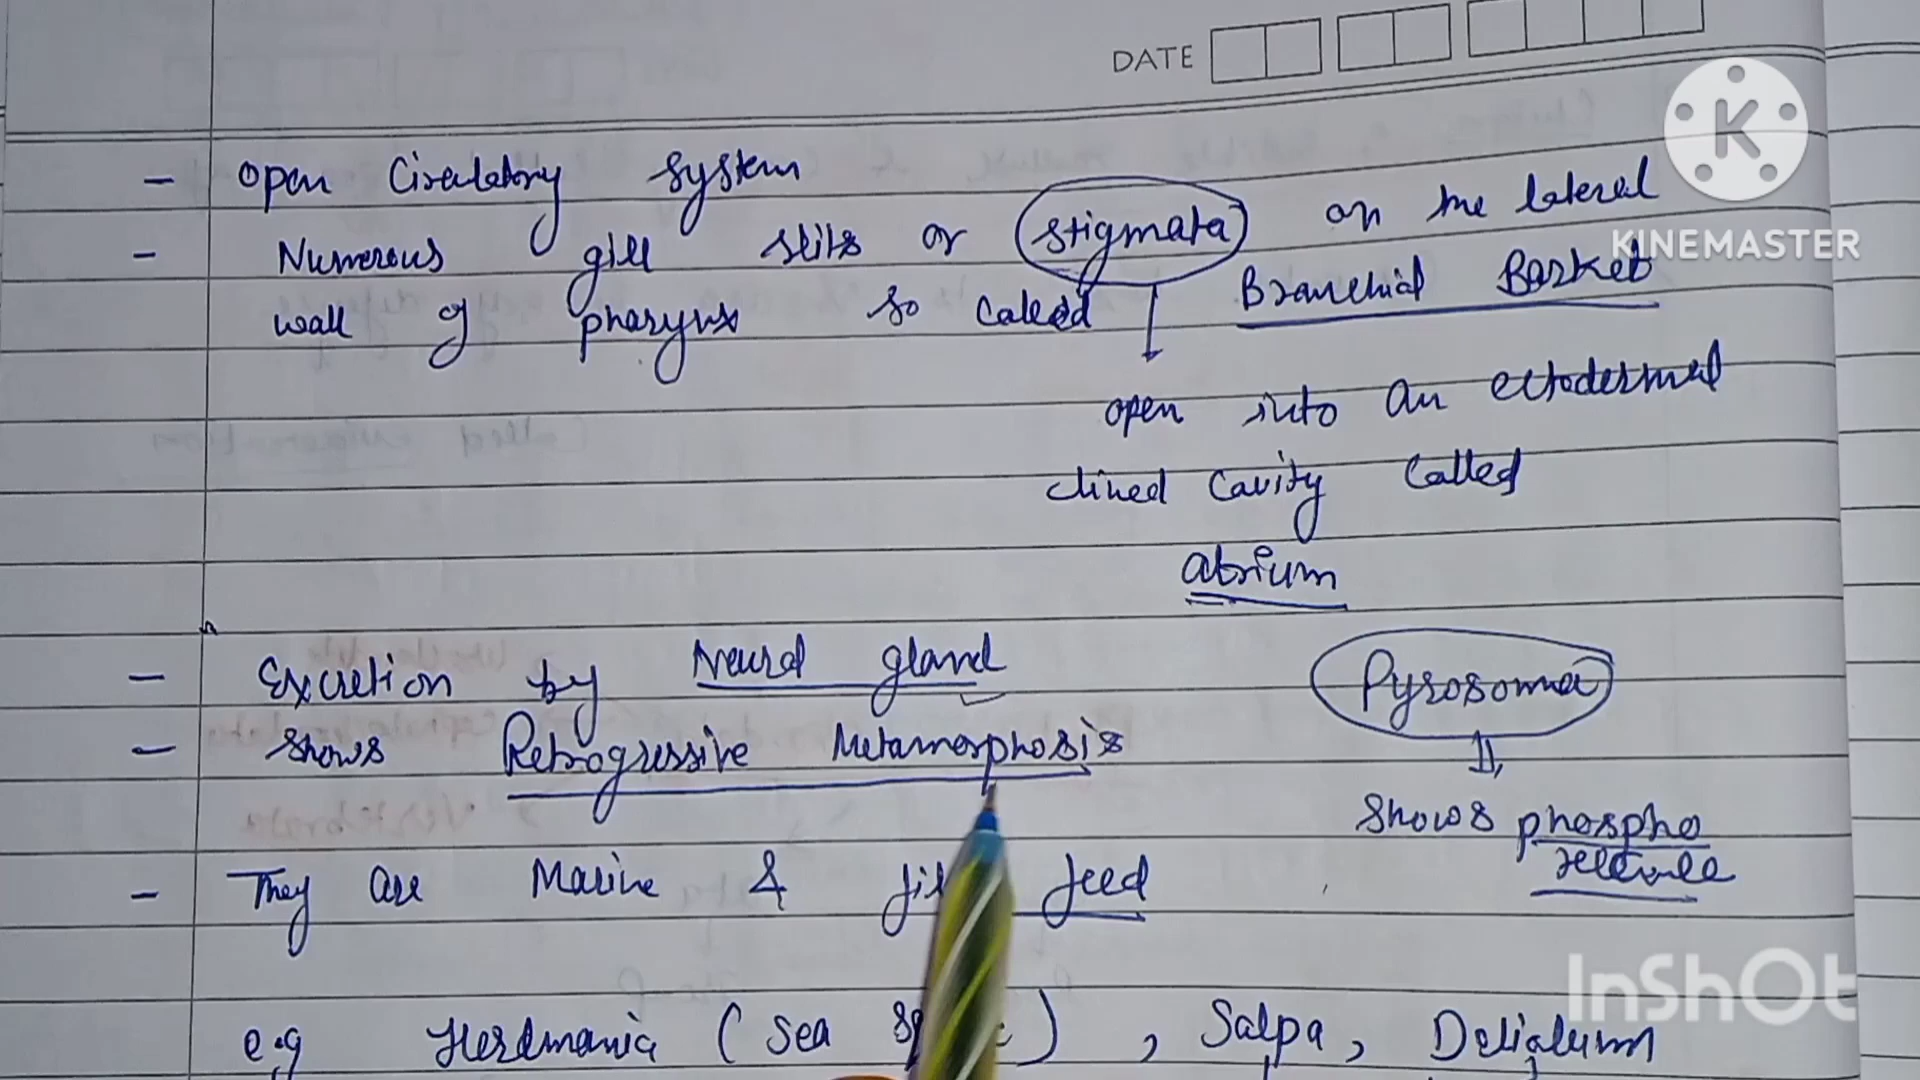 DATE
K
KINEMASTER
- Open Circulatory system
- Numerous gill slits or stigmata on the lateral
wall of pharynx so called Branchial Basket
open into an ectodermal
lined cavity called
atrium
- Excretion by Neural gland
- shows Retrogressive Metamorphosis
Pyrosoma
shows phospho
- They are Marine & feed
e.g Herdmania (Sea ) , Salpa, Doliolum
InShOt